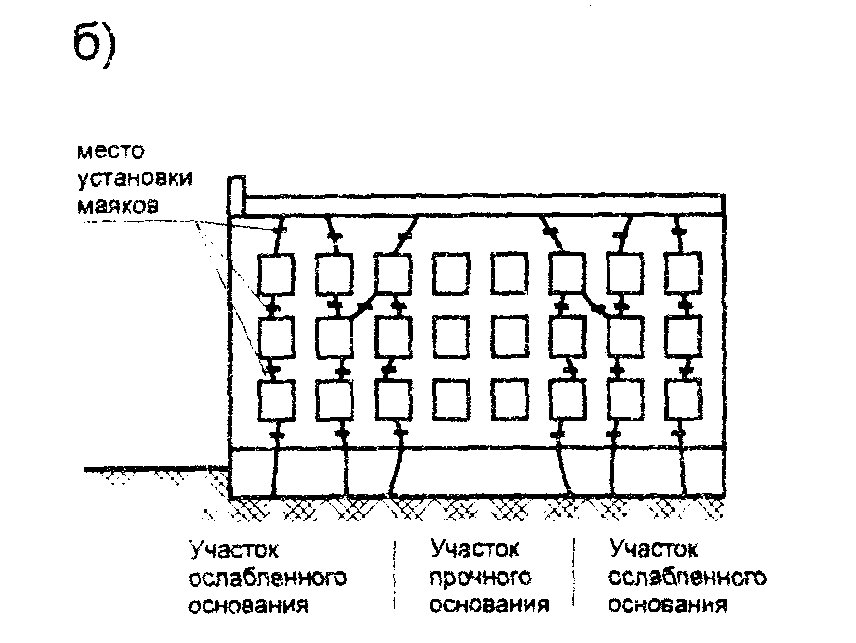 б)
место
установки
маяков
Участок
ослабленного
основания
Участок
прочного
основания
Участок
ослабленного
основания